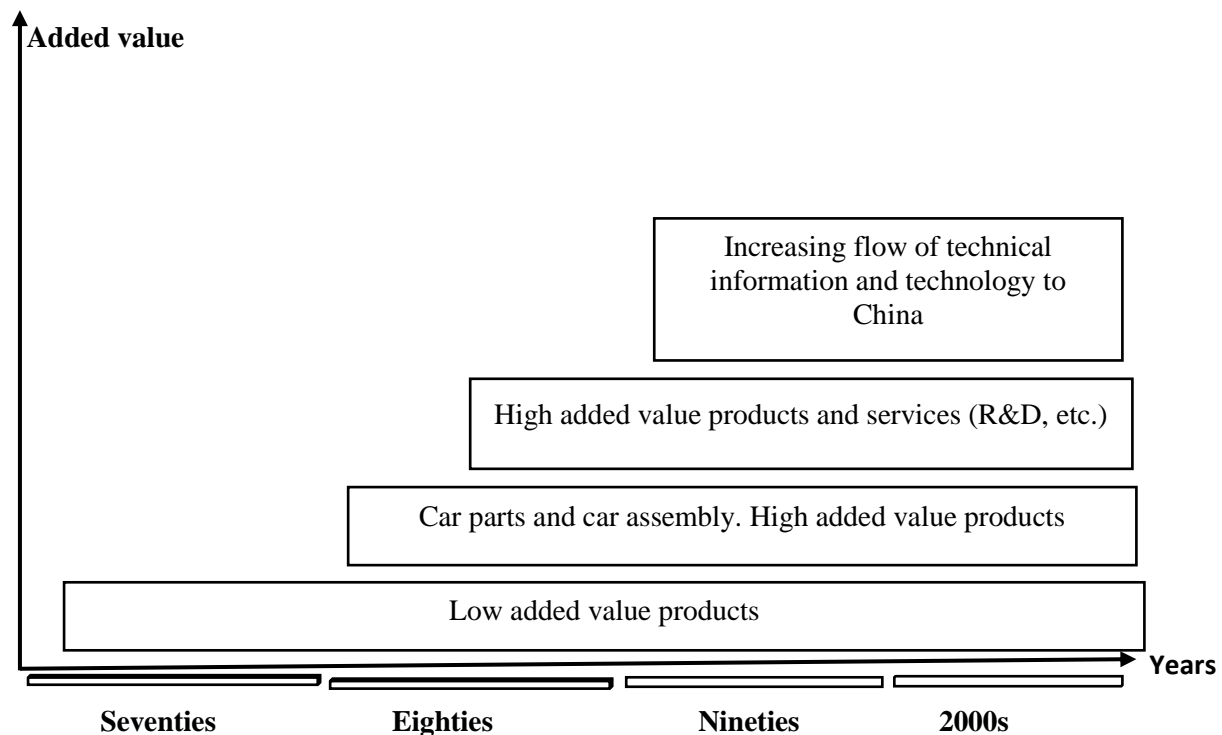 Added value
Increasing flow of technical
information and technology to
China
High added value products and services (R&D, etc.)
Car parts and car assembly. High added value products
Low added value products
Years
Seventies Eighties Nineties 2000s